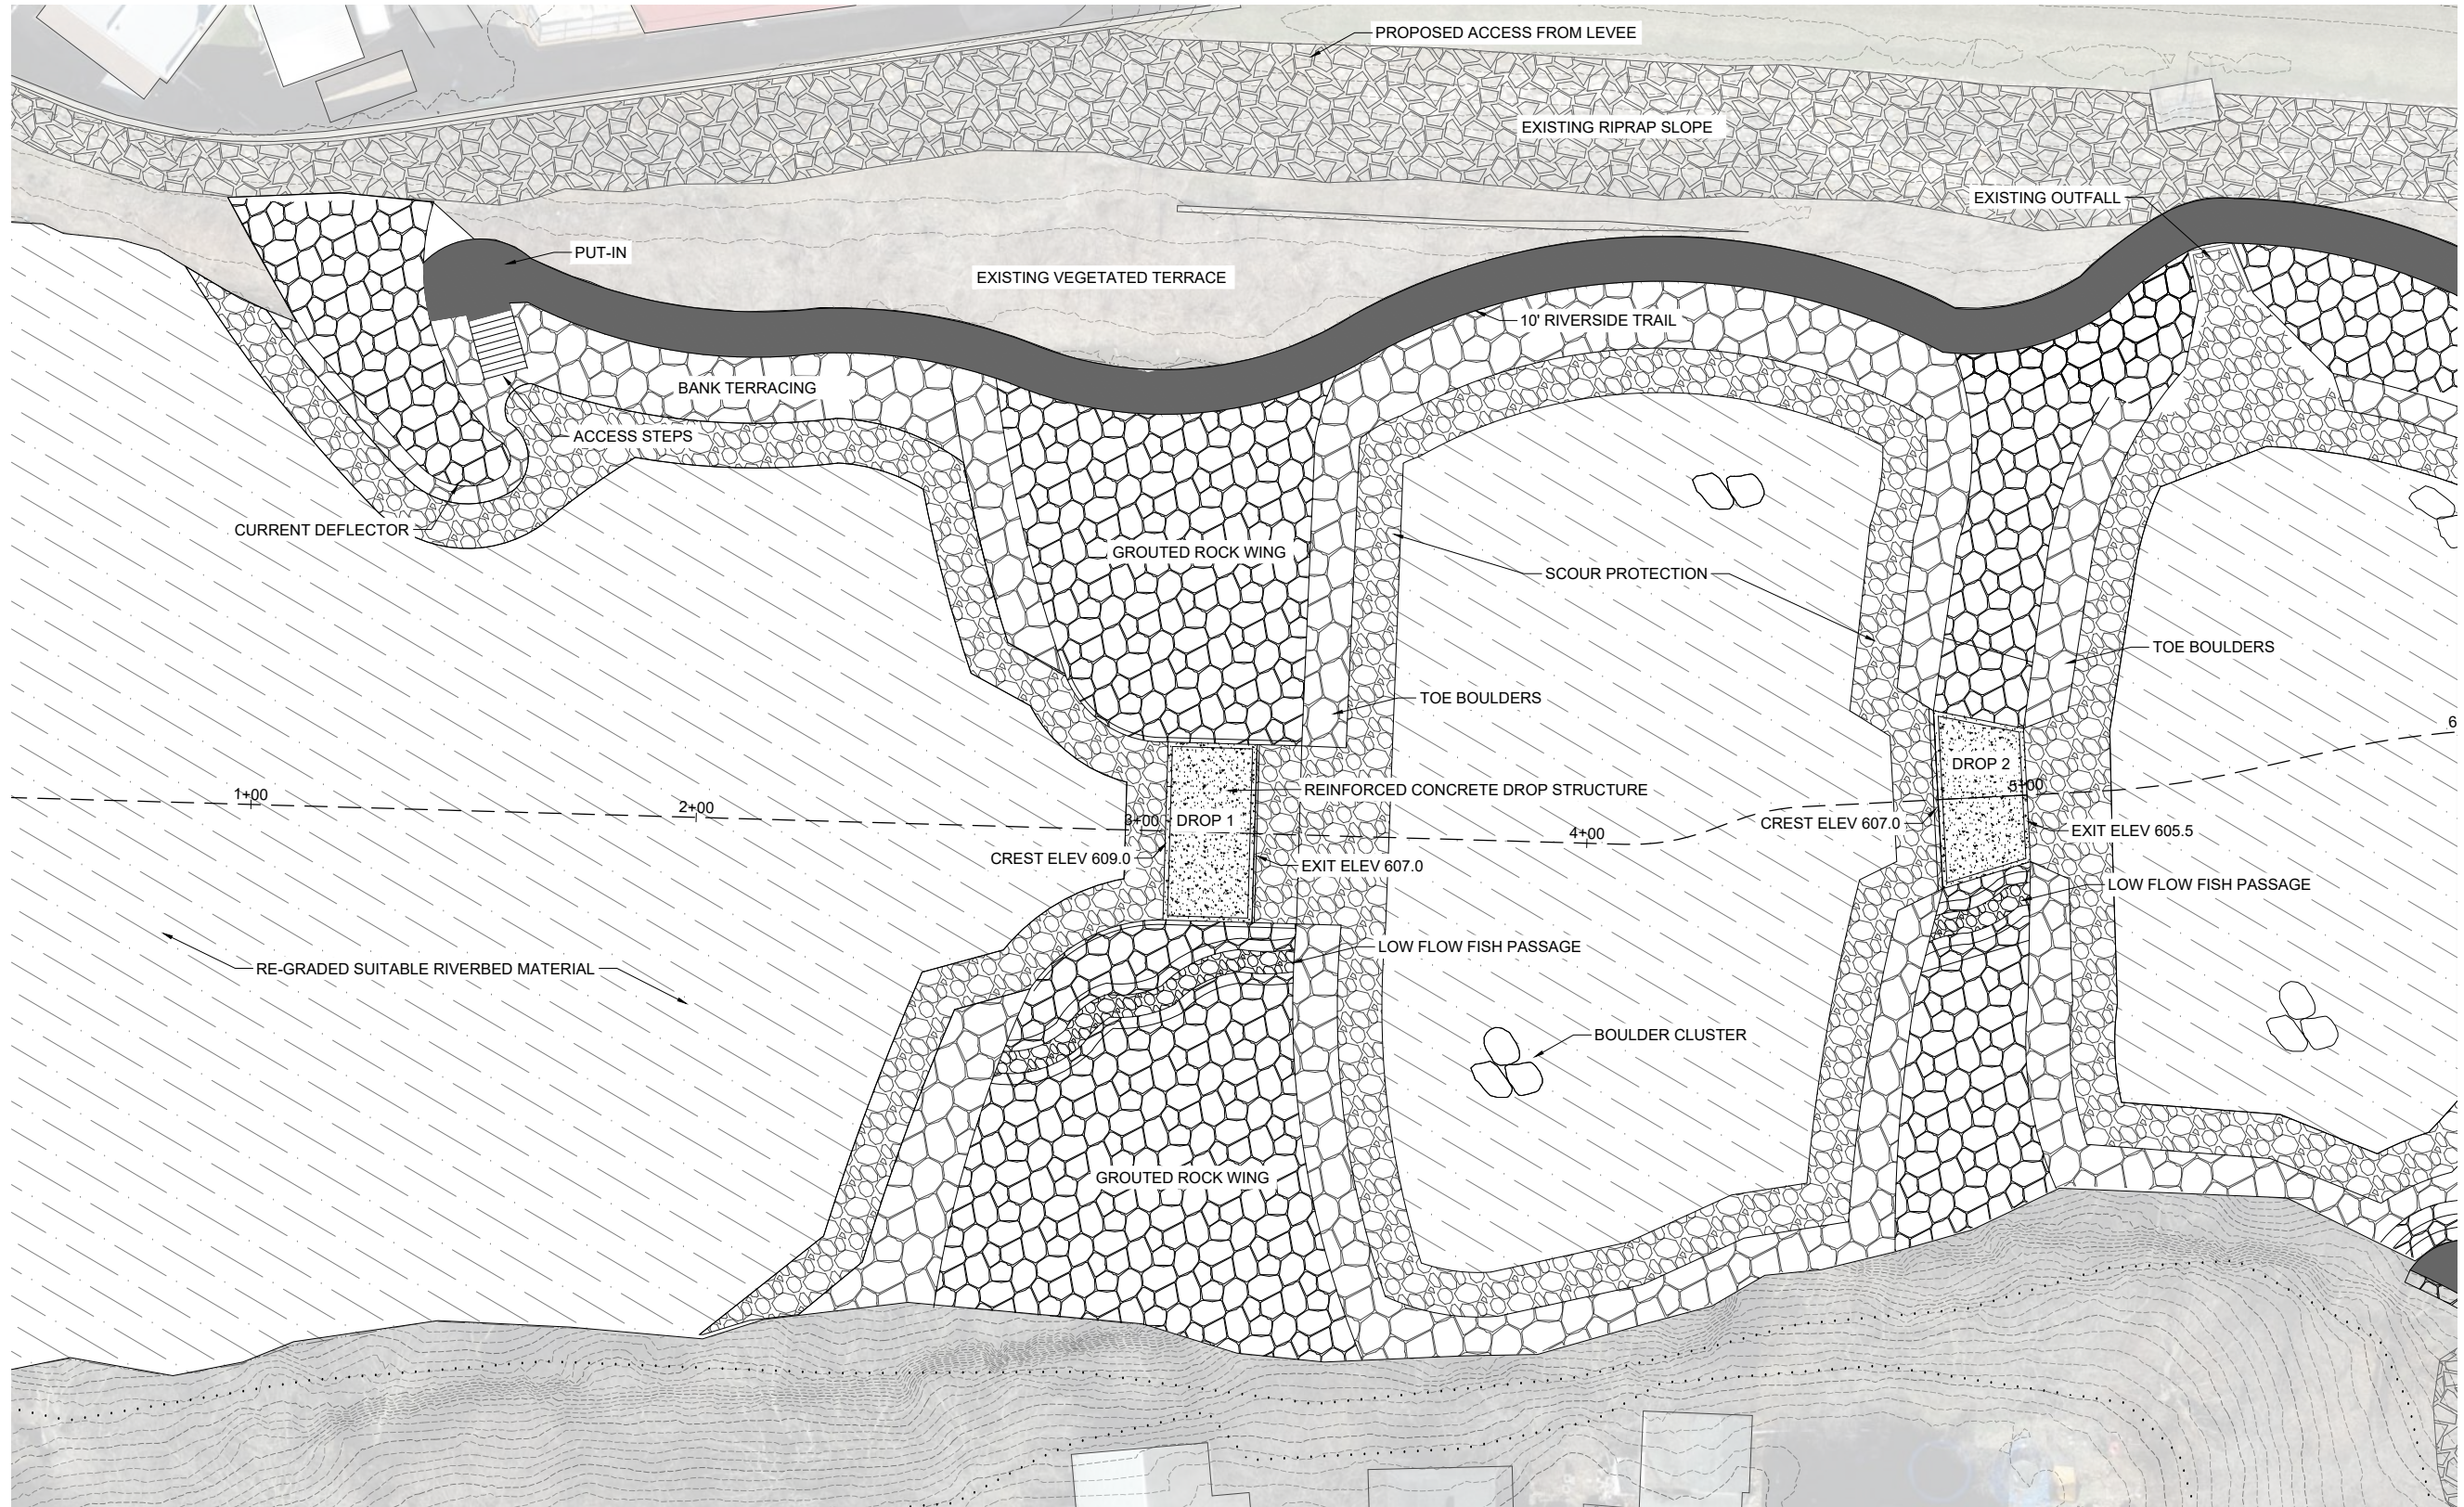 PROPOSED ACCESS FROM LEVEE
EXISTING RIPRAP SLOPE
EXISTING OUTFALL
PUT-IN
EXISTING VEGETATED TERRACE
10' RIVERSIDE TRAIL
BANK TERRACING
ACCESS STEPS
CURRENT DEFLECTOR
GROUTED ROCK WING
SCOUR PROTECTION
TOE BOULDERS
TOE BOULDERS
6
DROP 2
5+00
REINFORCED CONCRETE DROP STRUCTURE
1+00
2+00
3+00
DROP 1
4+00
CREST ELEV 607.0
EXIT ELEV 605.5
CREST ELEV 609.0
EXIT ELEV 607.0
LOW FLOW FISH PASSAGE
LOW FLOW FISH PASSAGE
RE-GRADED SUITABLE RIVERBED MATERIAL
BOULDER CLUSTER
GROUTED ROCK WING